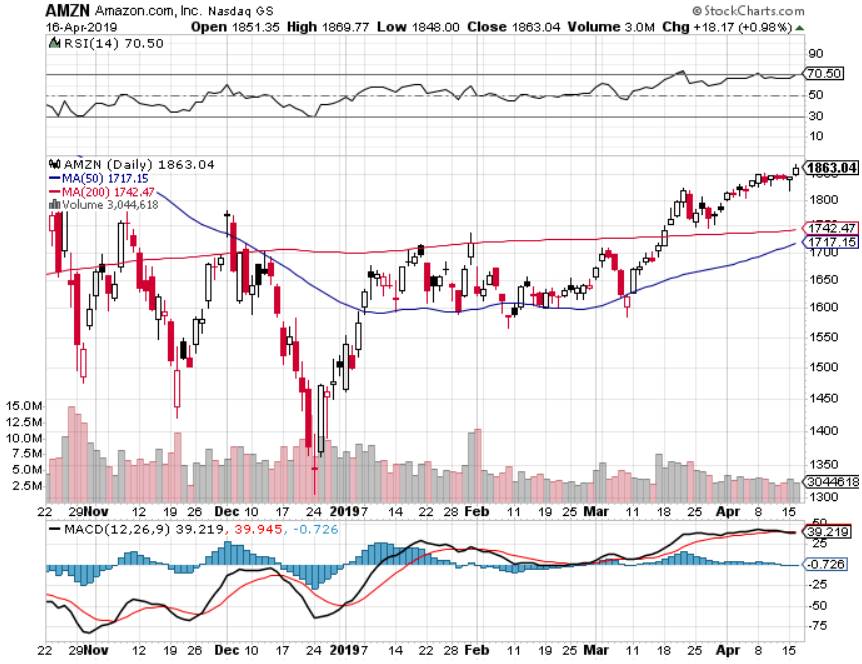 AMZN Amazon.com, Inc. Nasdaq GS
© StockCharts.com
16-Apr-2019
Open 1851.35 High 1869.77 Low 1848.00 Close 1863.04 Volume 3.0M Chg +18.17 (+0.98%)
RSI(14) 70.50
90
70.50
50
30
10
AMZN (Daily) 1863.04
MA(50) 1717.15
MA(200) 1742.47
Volume 3,044,618
1863.04
1850
1800
1742.47
1717.15
1700
1650
1600
1550
1500
1450
1400
1350
3044618
1300
15.0M
12.5M
10.0M
7.5M
5.0M
2.5M
22 29 Nov 12 19 26 Dec 10 17 24 2019 7 14 22 28 Feb 11 19 25 Mar 11 18 25 Apr 8 15
MACD(12,26,9) 39.219, 39.945, -0.726
50
39.219
25
-0.726
-25
-50
-75
22 29 Nov 12 19 26 Dec 10 17 24 2019 7 14 22 28 Feb 11 19 25 Mar 11 18 25 Apr 8 15